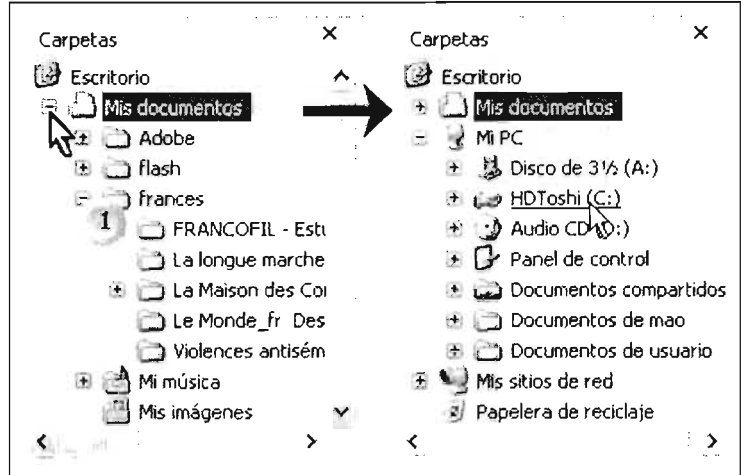 Carpetas ×
Escritorio
Mis documentos
Adobe
flash
frances
1
FRANCOFIL - Estu
La longue marche
La Maison des Cor
Le Monde_fr Des
Violences antisém
Mi música
Mis imágenes
Carpetas ×
Escritorio
Mis documentos
Mi PC
Disco de 3½ (A:)
HDToshi (C:)
Audio CD (D:)
Panel de control
Documentos compartidos
Documentos de mao
Documentos de usuario
Mis sitios de red
Papelera de reciclaje